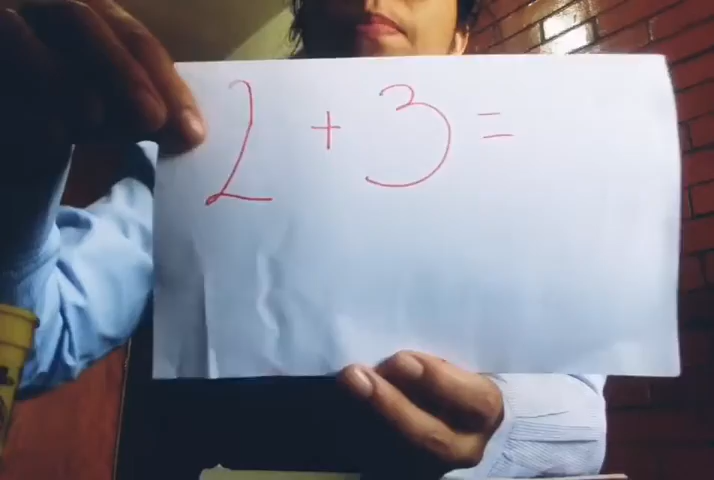 2 + 3 =